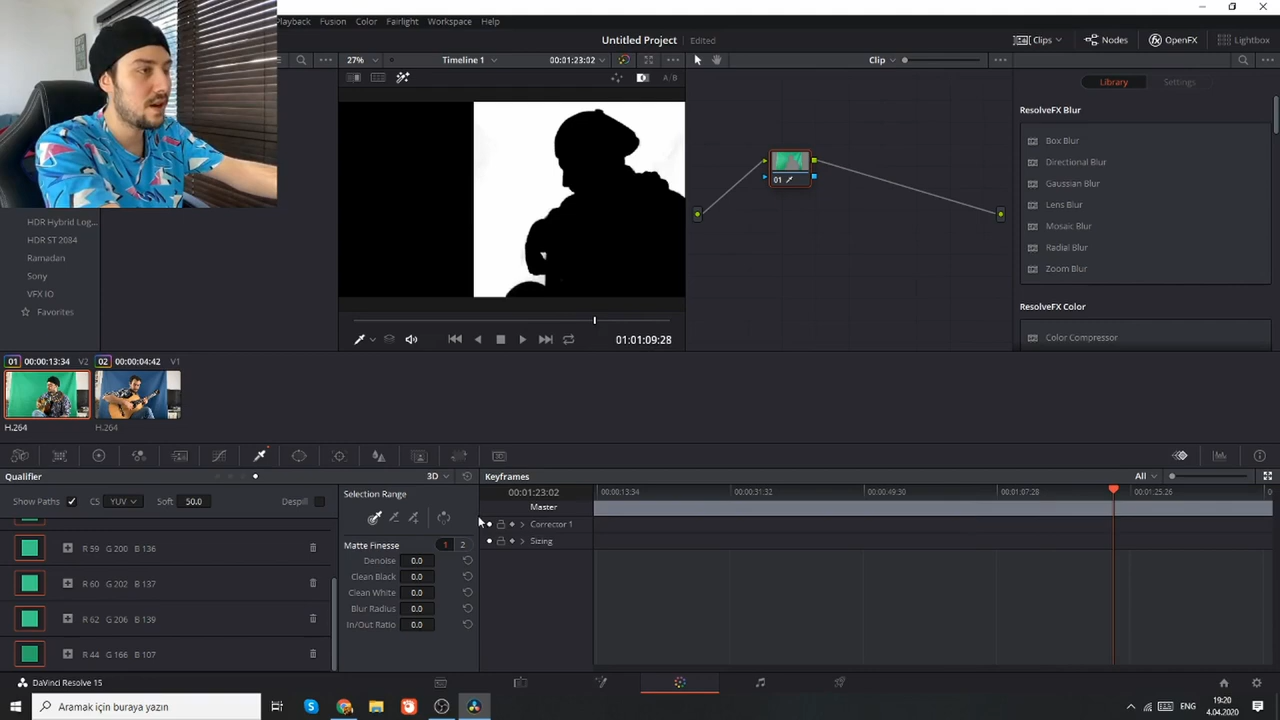 Playback Fusion Color Fairlight Workspace Help
Untitled Project Edited
Clips Nodes OpenFX Lightbox
27% Timeline 1 00:01:23:02 Clip
Library Settings
A/B
ResolveFX Blur
Box Blur
Directional Blur
Gaussian Blur
Lens Blur
Mosaic Blur
Radial Blur
Zoom Blur
ResolveFX Color
Color Compressor
01
HDR Hybrid Log...
HDR ST 2084
Ramadan
Sony
VFX IO
Favorites
01:01:09:28
01 00:00:13:34 V2 02 00:00:04:42 V1
H.264 H.264
Qualifier 3D Keyframes All
Show Paths CS YUV Soft 50.0 Despill
R 59 G 200 B 136
R 60 G 202 B 137
R 62 G 206 B 139
R 44 G 166 B 107
Selection Range
Matte Finesse 1 2
Denoise 0.0
Clean Black 0.0
Clean White 0.0
Blur Radius 0.0
In/Out Ratio 0.0
00:01:23:02 00:00:13:34 00:00:31:32 00:00:49:30 00:01:07:28 00:01:25:26
Master
Corrector 1
Sizing
DaVinci Resolve 15
Aramak için buraya yazın
ENG
19:20
4.04.2020